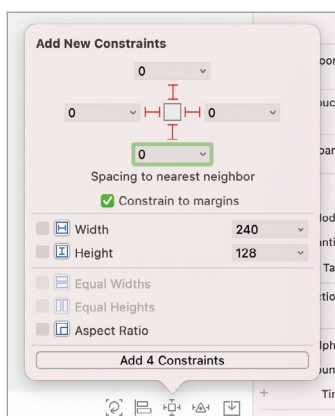 Add New Constraints
0
0
0
0
Spacing to nearest neighbor
Constrain to margins
Width
240
Height
128
Equal Widths
Equal Heights
Aspect Ratio
Add 4 Constraints
Ta